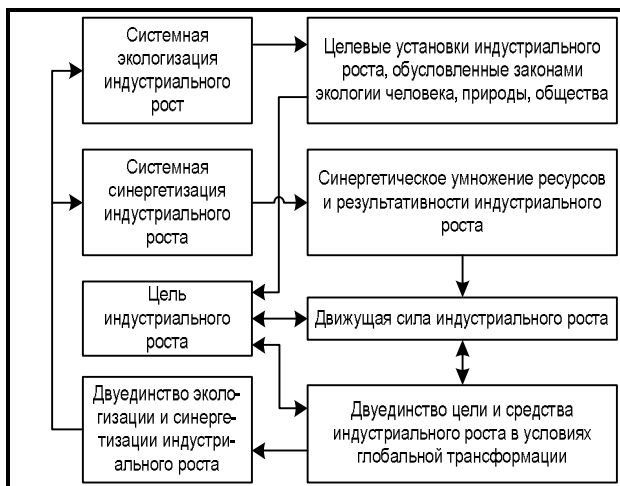 Системная
экологизация
индустриального
рост
Целевые установки индустриального
роста, обусловленные законами
экологии человека, природы, общества
Системная
синергетизация
индустриального
роста
Синергетическое умножение ресурсов
и результативности индустриального
роста
Цель
индустриального
роста
Движущая сила индустриального роста
Двуединство эколо-
гизации и синерге-
тизации индустри-
ального роста
Двуединство цели и средства
индустриального роста в условиях
глобальной трансформации